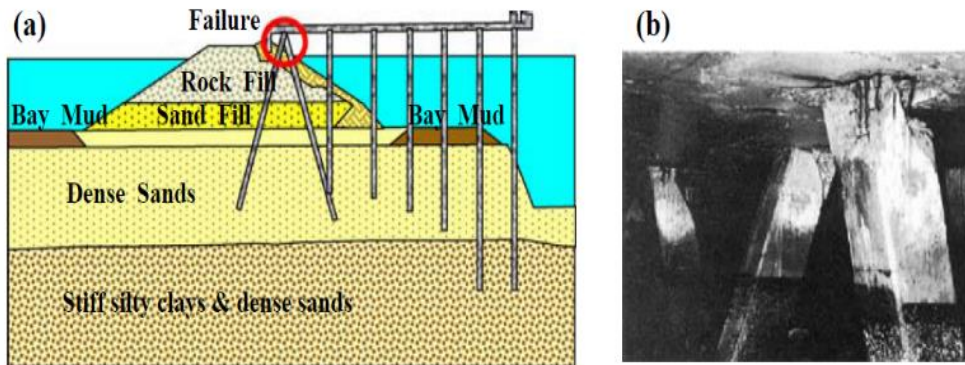 (a)
Failure
(b)
Rock Fill
Bay Mud
Sand Fill
Bay Mud
Dense Sands
Stiff silty clays & dense sands